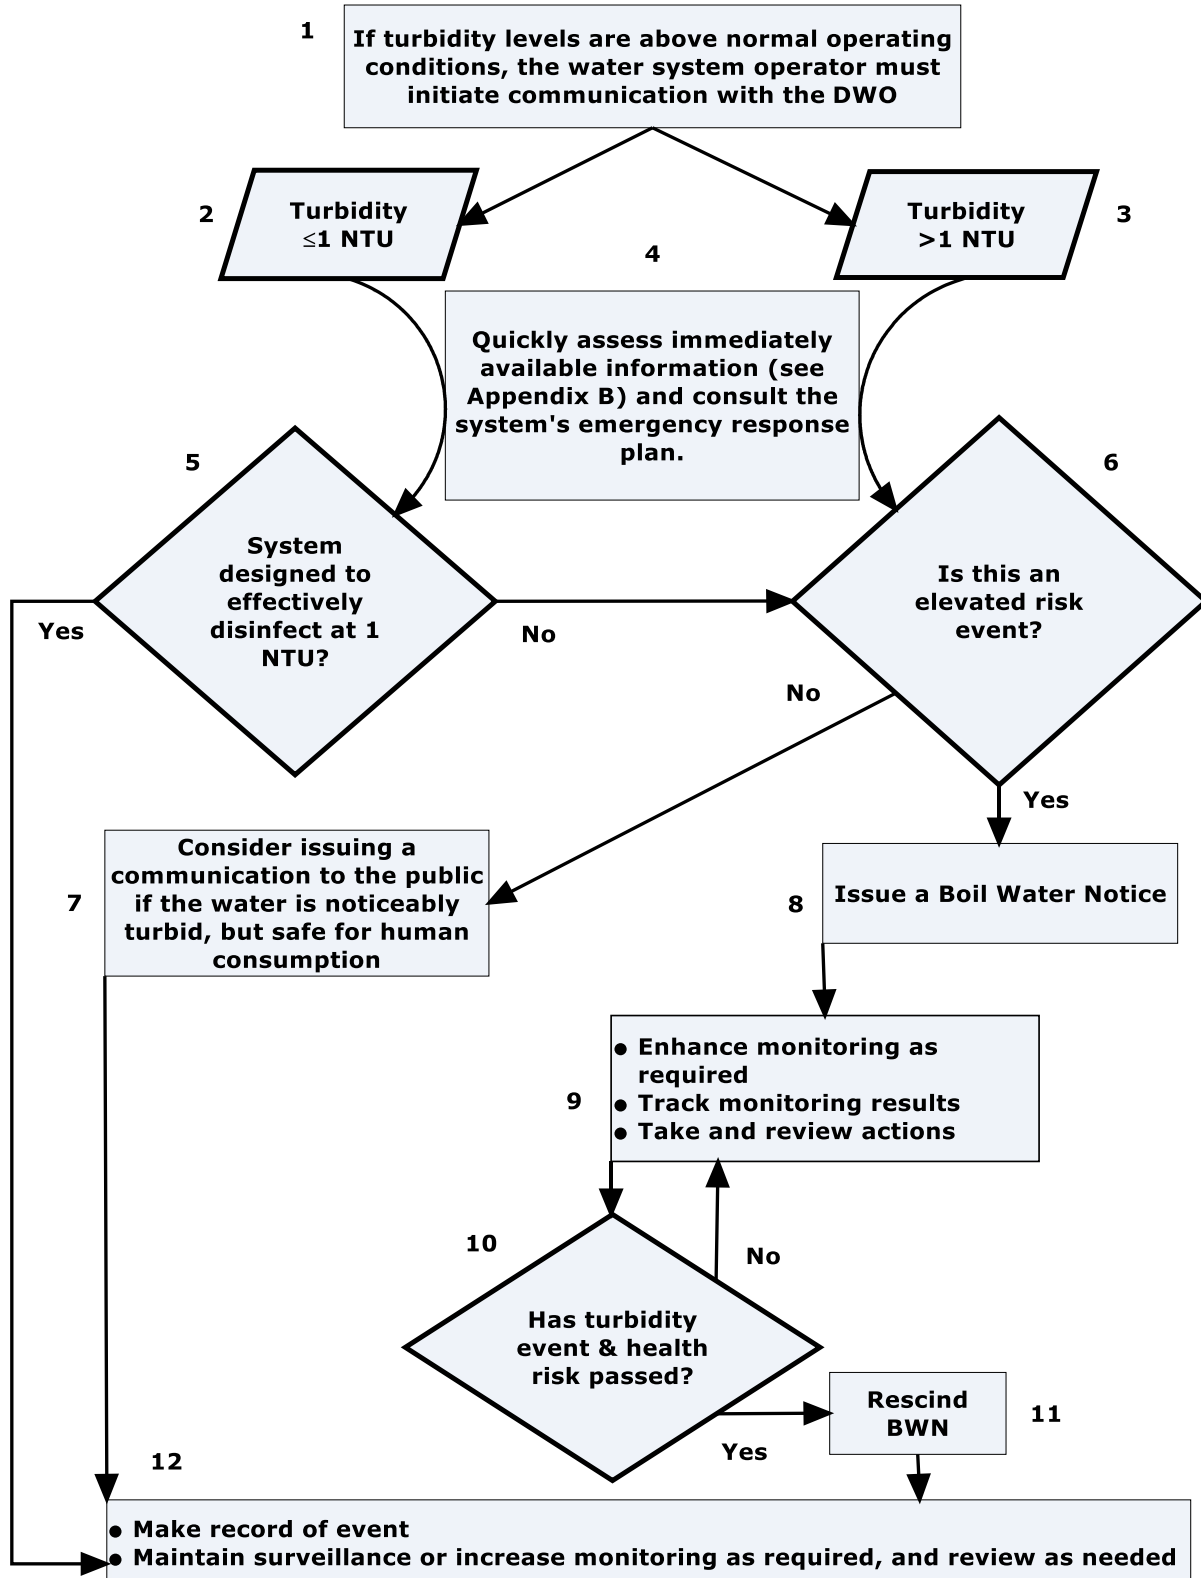 1
If turbidity levels are above normal operating
conditions, the water system operator must
initiate communication with the DWO
2
Turbidity
≤1 NTU
Turbidity
>1 NTU
3
4
Quickly assess immediately
available information (see
Appendix B) and consult the
system's emergency response
plan.
5
System
designed to
effectively
disinfect at 1
NTU?
Yes
No
6
Is this an
elevated risk
event?
No
Yes
7
Consider issuing a
communication to the public
if the water is noticeably
turbid, but safe for human
consumption
8
Issue a Boil Water Notice
9
● Enhance monitoring as
required
● Track monitoring results
● Take and review actions
10
Has turbidity
event & health
risk passed?
No
Yes
Rescind
BWN
11
12
● Make record of event
● Maintain surveillance or increase monitoring as required, and review as needed